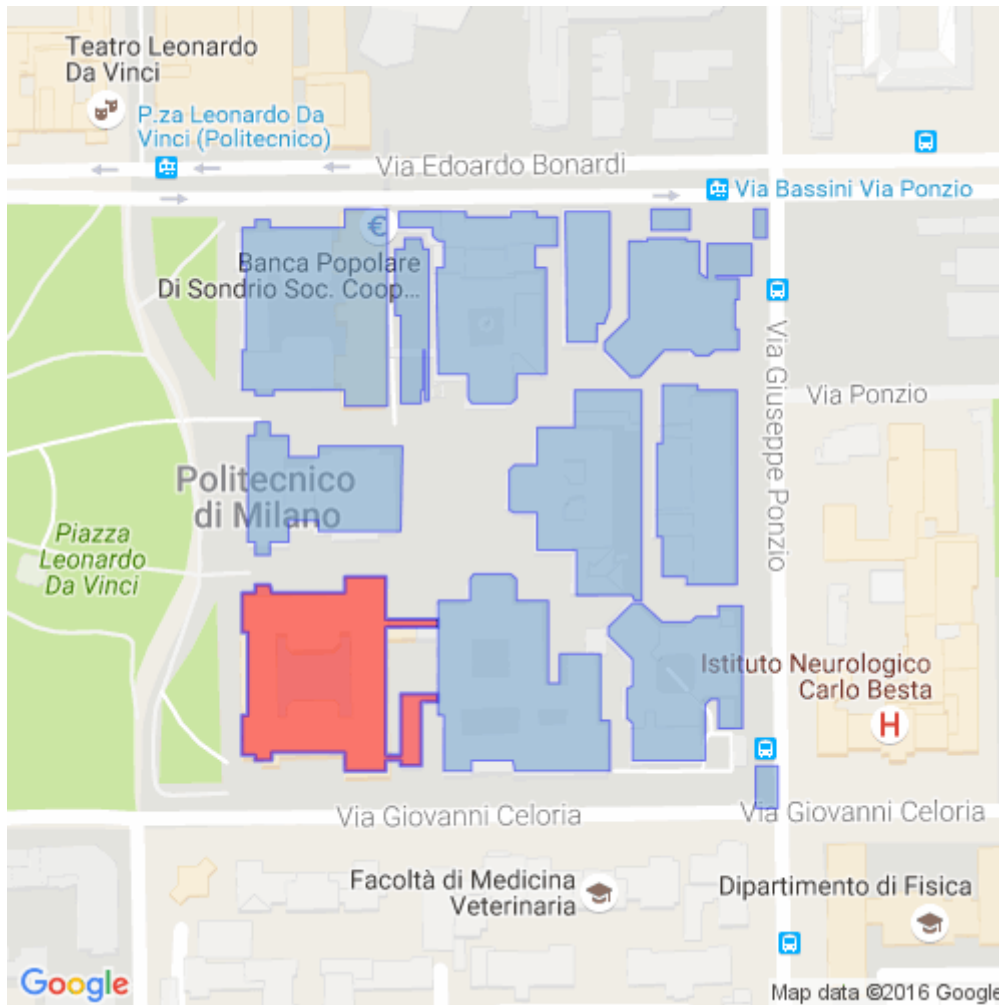 Teatro Leonardo
Da Vinci
P.za Leonardo Da
Vinci (Politecnico)
Via Edoardo Bonardi
Via Bassini Via Ponzio
€
Banca Popolare
Di Sondrio Soc. Coop...
Via Giuseppe Ponzio
Via Ponzio
Politecnico
di Milano
Piazza
Leonardo
Da Vinci
Istituto Neurologico
Carlo Besta
H
Via Giovanni Celoria
Via Giovanni Celoria
Facoltà di Medicina
Veterinaria
Dipartimento di Fisica
Google
Map data ©2016 Google